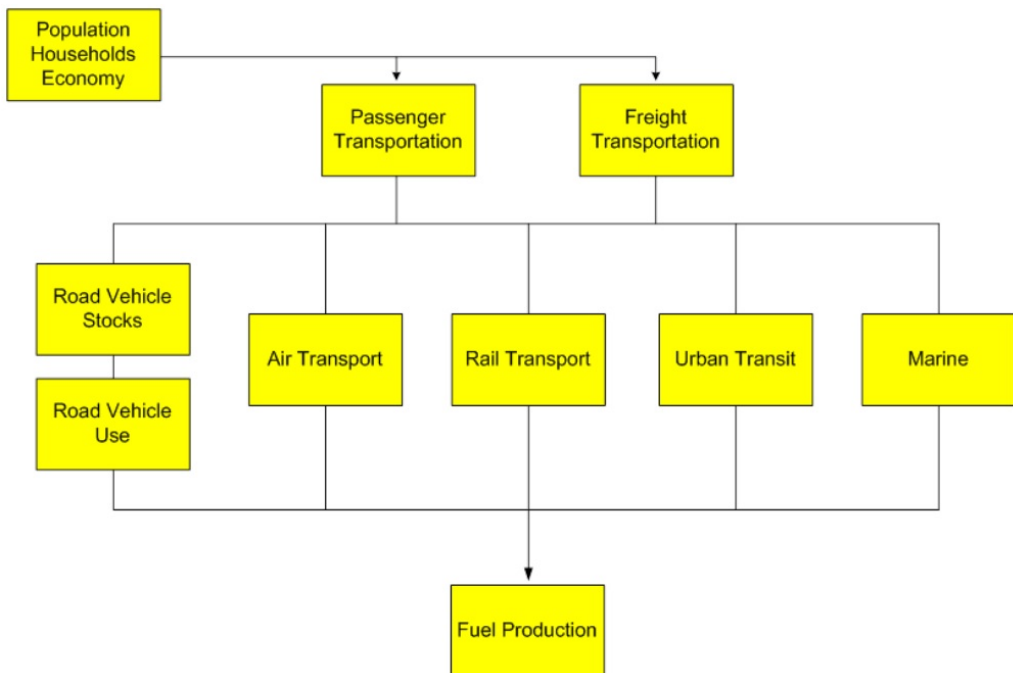 Population
Households
Economy
Passenger
Transportation
Freight
Transportation
Road Vehicle
Stocks
Air Transport
Rail Transport
Urban Transit
Marine
Road Vehicle
Use
Fuel Production